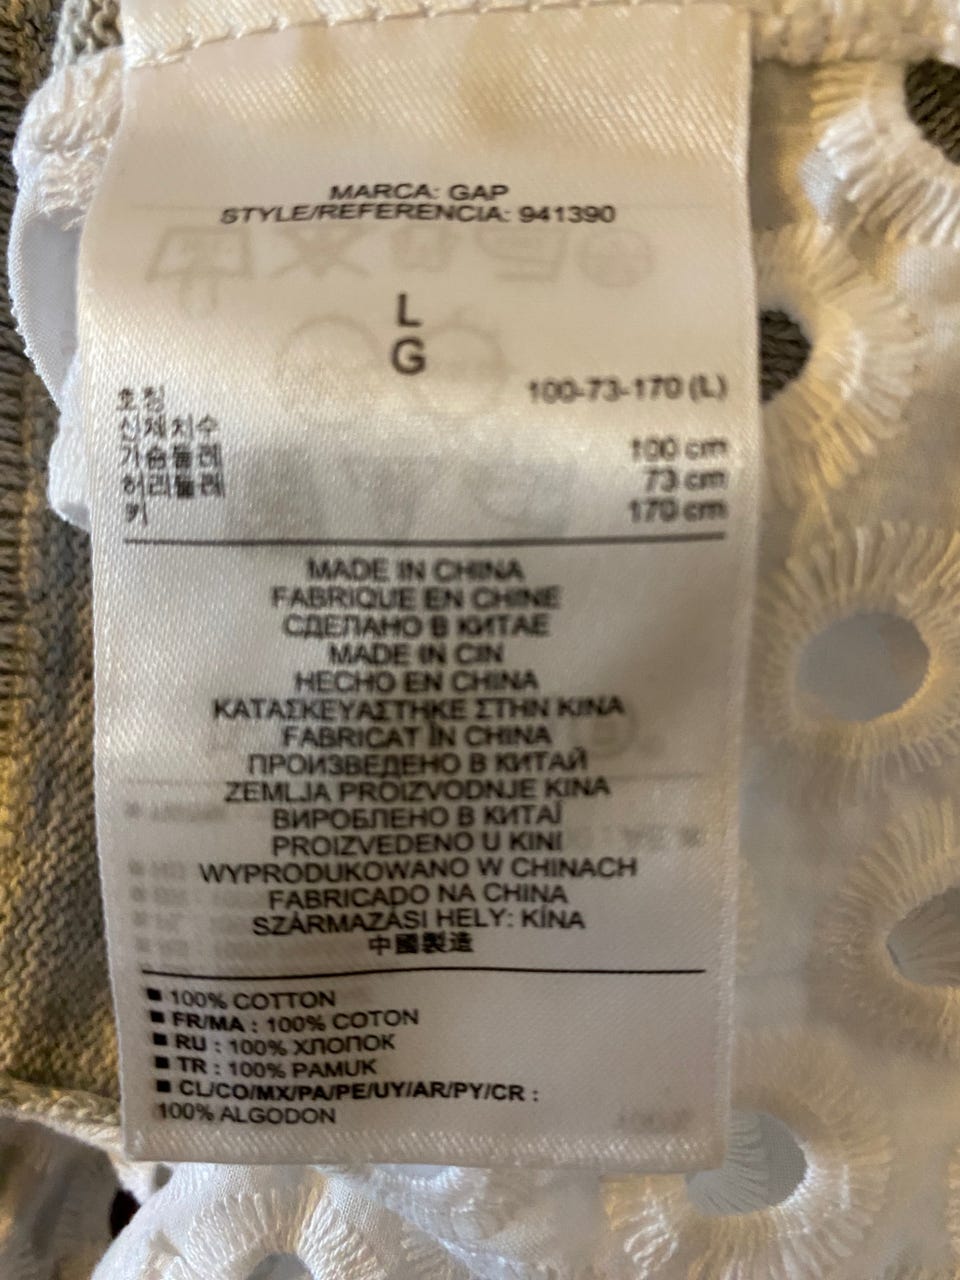 MARCA: GAP
STYLE/REFERENCIA: 941390
L
G
호칭 100-73-170 (L)
신체치수
가슴둘레 100 cm
허리둘레 73 cm
키 170 cm
MADE IN CHINA
FABRIQUE EN CHINE
СДЕЛАНО В КИТАЕ
MADE IN CIN
HECHO EN CHINA
ΚΑΤΑΣΚΕΥΑΣΤΗΚΕ ΣΤΗΝ ΚΙΝΑ
FABRICAT ÎN CHINA
ПРОИЗВЕДЕНО В КИТАЙ
ZEMLJA PROIZVODNJE KINA
ВИРОБЛЕНО В КИТАЇ
PROIZVEDENO U KINI
WYPRODUKOWANO W CHINACH
FABRICADO NA CHINA
SZÁRMAZÁSI HELY: KÍNA
中國製造
■ 100% COTTON
■ FR/MA : 100% COTON
■ RU : 100% ХЛОПОК
■ TR : 100% PAMUK
■ CL/CO/MX/PA/PE/UY/AR/PY/CR :
100% ALGODON